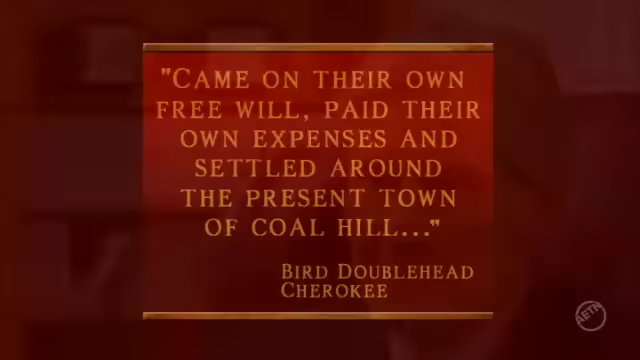 "CAME ON THEIR OWN
FREE WILL, PAID THEIR
OWN EXPENSES AND
SETTLED AROUND
THE PRESENT TOWN
OF COAL HILL..."
BIRD DOUBLEHEAD
CHEROKEE
AETN